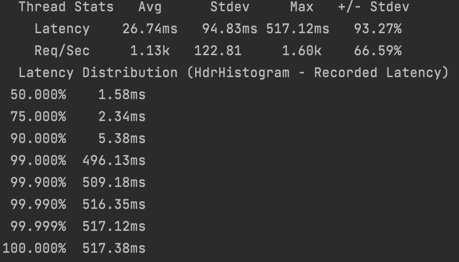 Thread Stats   Avg      Stdev     Max   +/- Stdev
Latency    26.74ms   94.83ms 517.12ms   93.27%
Req/Sec     1.13k   122.81     1.60k    66.59%
Latency Distribution (HdrHistogram - Recorded Latency)
50.000%    1.58ms
75.000%    2.34ms
90.000%    5.38ms
99.000%  496.13ms
99.900%  509.18ms
99.990%  516.35ms
99.999%  517.12ms
100.000%  517.38ms